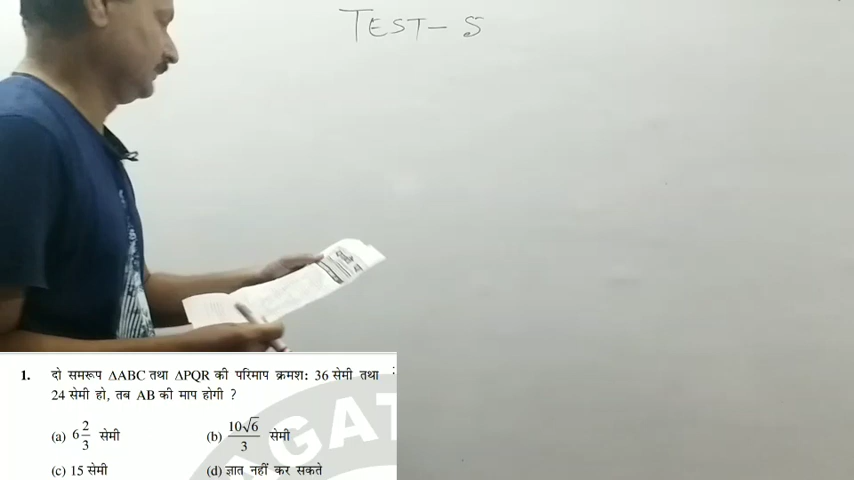 TEST- 5
1. दो समरूप ΔABC तथा ΔPQR की परिमाप क्रमश: 36 सेमी तथा
24 सेमी हो, तब AB की माप होगी ?
(a) 6 2/3 सेमी (b) 10√6/3 सेमी
(c) 15 सेमी (d) ज्ञात नहीं कर सकते
AGAT